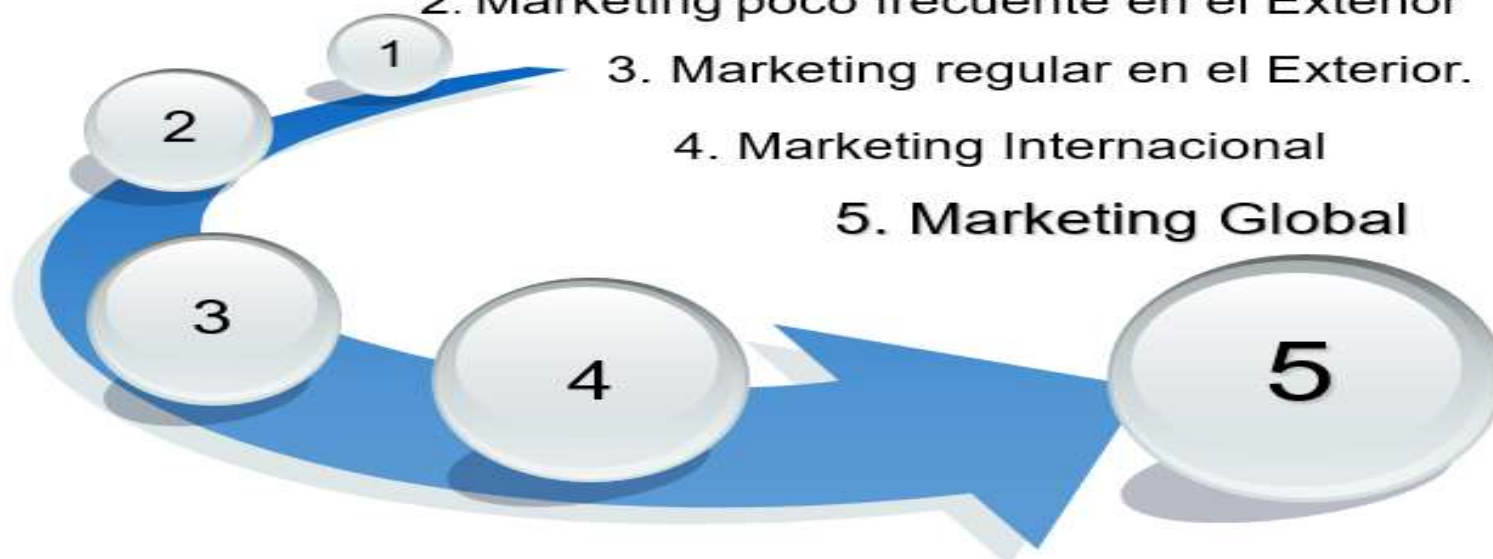 2. Marketing poco frecuente en el Exterior
3. Marketing regular en el Exterior.
4. Marketing Internacional
5. Marketing Global
1
2
3
4
5